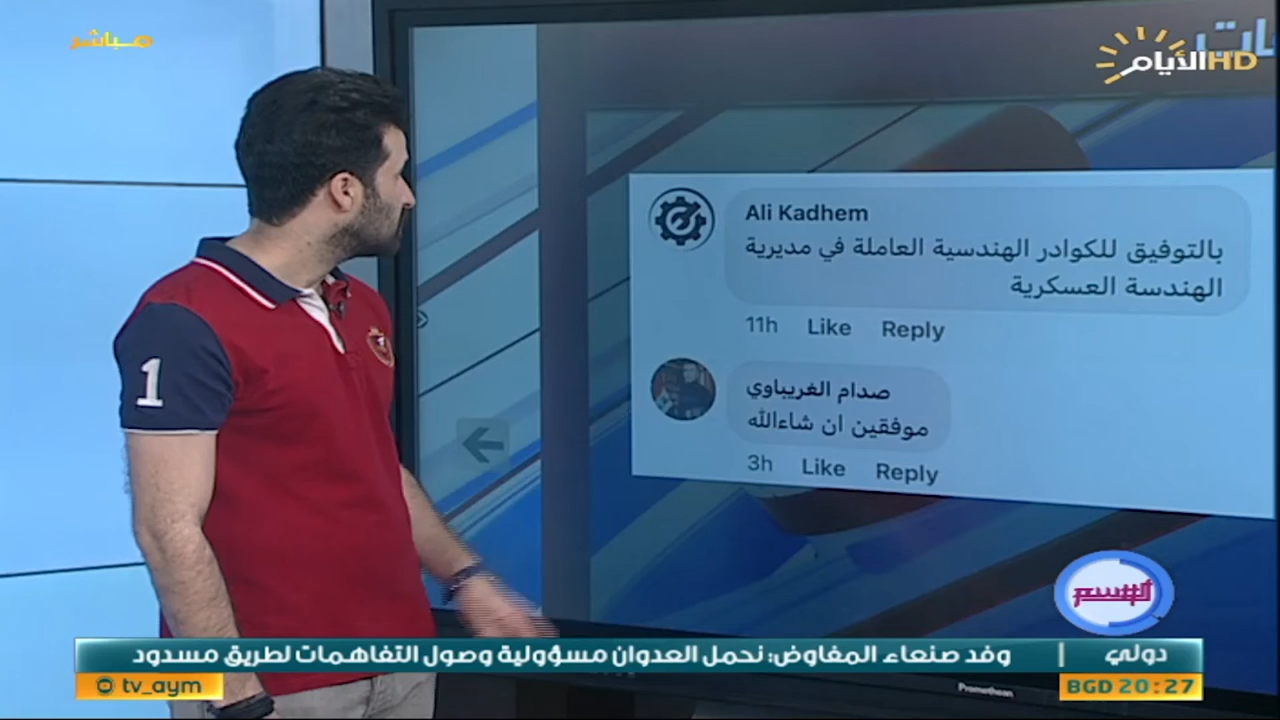 مباشر
الأيام HD
Ali Kadhem
بالتوفيق للكوادر الهندسية العاملة في مديرية
الهندسة العسكرية
11h Like Reply
صدام الغريباوي
موفقين ان شاءالله
3h Like Reply
1
دولي | وفد صنعاء المفاوض: نحمل العدوان مسؤولية وصول التفاهمات لطريق مسدود
tv_aym
BGD 20:27
Promethean